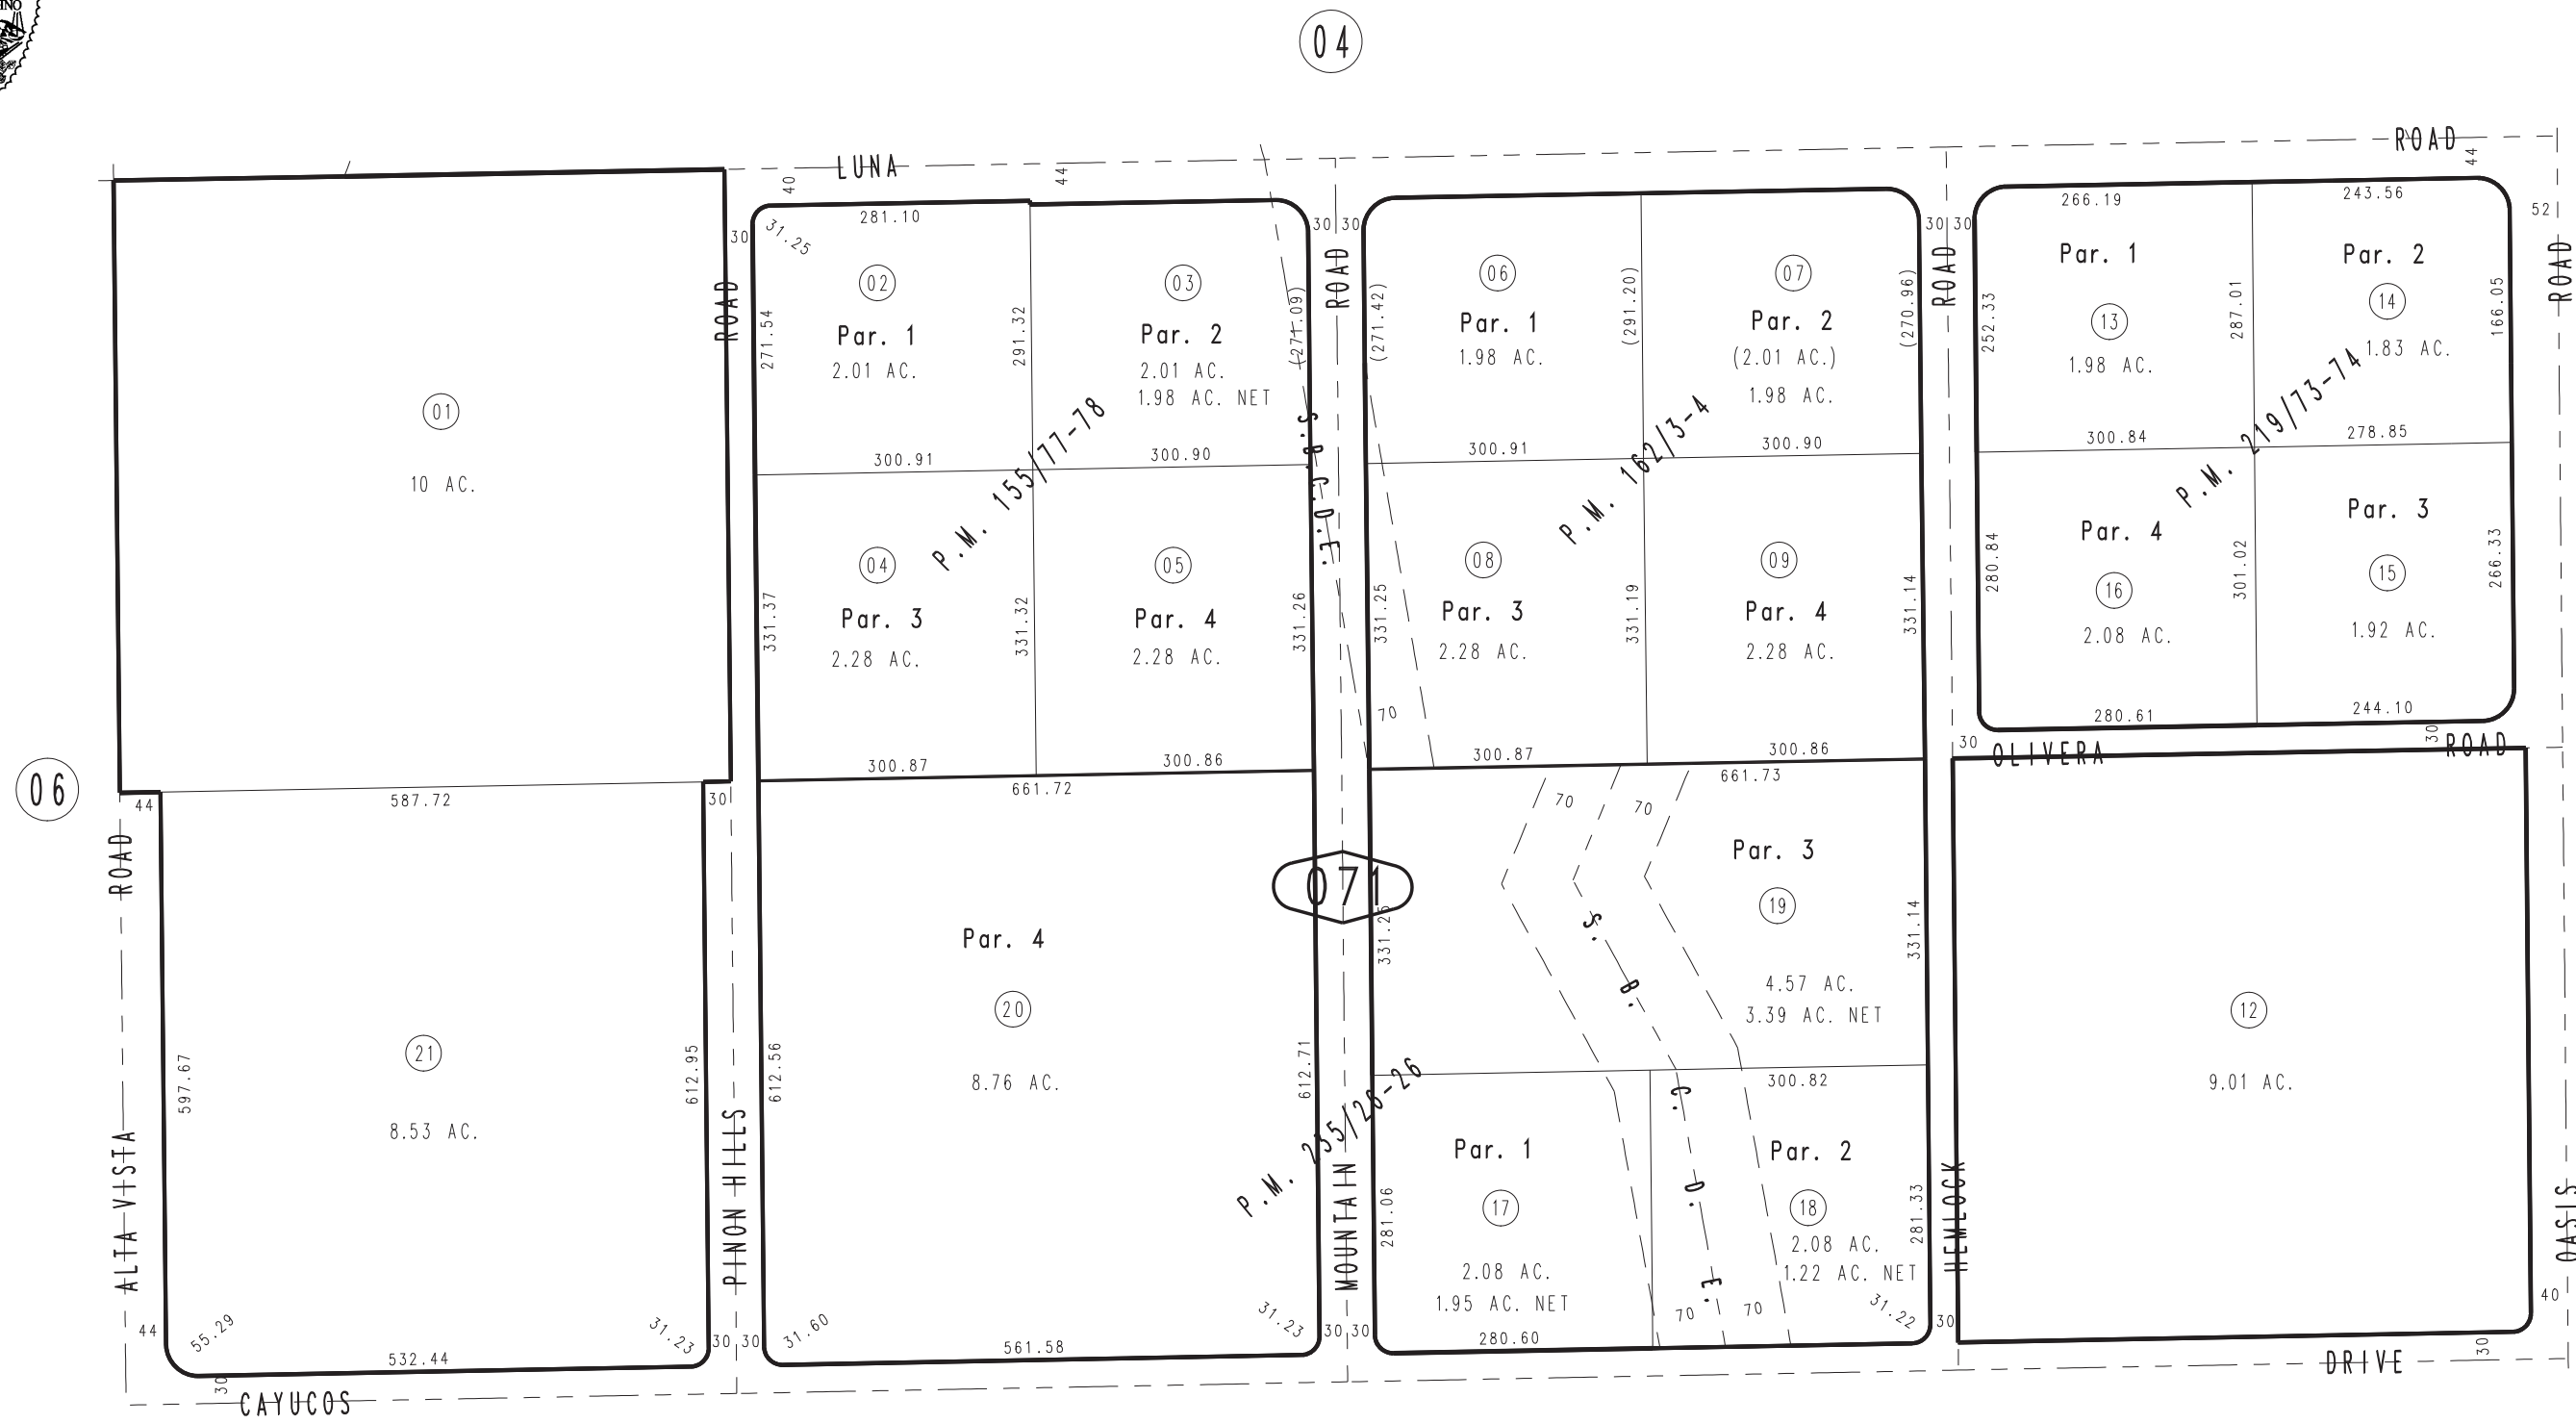 04
LUNA
ROAD
40
44
44
52
01
10 AC.
ROAD
30
281.10
31.25
02
Par. 1
2.01 AC.
271.54
291.32
300.91
03
Par. 2
2.01 AC.
1.98 AC. NET
(271.09)
300.90
P.M. 155/77-78
04
Par. 3
2.28 AC.
331.37
331.32
300.87
05
Par. 4
2.28 AC.
331.26
300.86
S.B.C.D.E.
30 30
ROAD
06
Par. 1
1.98 AC.
(271.42)
(291.20)
300.91
07
Par. 2
(2.01 AC.)
1.98 AC.
(270.96)
300.90
P.M. 162/3-4
08
Par. 3
2.28 AC.
331.25
331.19
70
300.87
09
Par. 4
2.28 AC.
331.14
300.86
30 30
ROAD
266.19
Par. 1
13
1.98 AC.
252.33
287.01
300.84
243.56
Par. 2
14
1.83 AC.
166.05
278.85
ROAD
P.M. 219/73-74
Par. 4
16
2.08 AC.
280.84
301.02
280.61
Par. 3
15
1.92 AC.
266.33
244.10
30
OLIVERA
30
ROAD
06
44
587.72
30
ROAD
21
8.53 AC.
597.67
612.95
ALTA VISTA
44
55.29
31.23
532.44
30
CAYUCOS
PINON HILLS
30 30
661.72
Par. 4
20
8.76 AC.
612.56
612.71
31.60
31.23
561.58
071
P.M.
MOUNTAIN
30 30
661.73
70
70
Par. 3
19
4.57 AC.
3.39 AC. NET
331.14
S.B.C.D.E.
300.82
Par. 1
17
2.08 AC.
1.95 AC. NET
281.06
280.60
Par. 2
18
2.08 AC.
1.22 AC. NET
281.33
31.22
70
70
HEMLOCK
30
12
9.01 AC.
OASIS
40
30
DRIVE